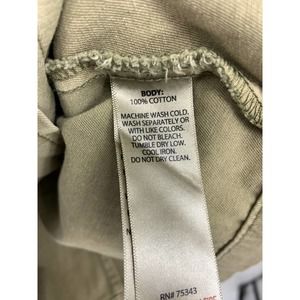 BODY:
100% COTTON
MACHINE WASH COLD.
WASH SEPARATELY OR
WITH LIKE COLORS.
DO NOT BLEACH.
TUMBLE DRY LOW.
COOL IRON.
DO NOT DRY CLEAN.
RN# 75343